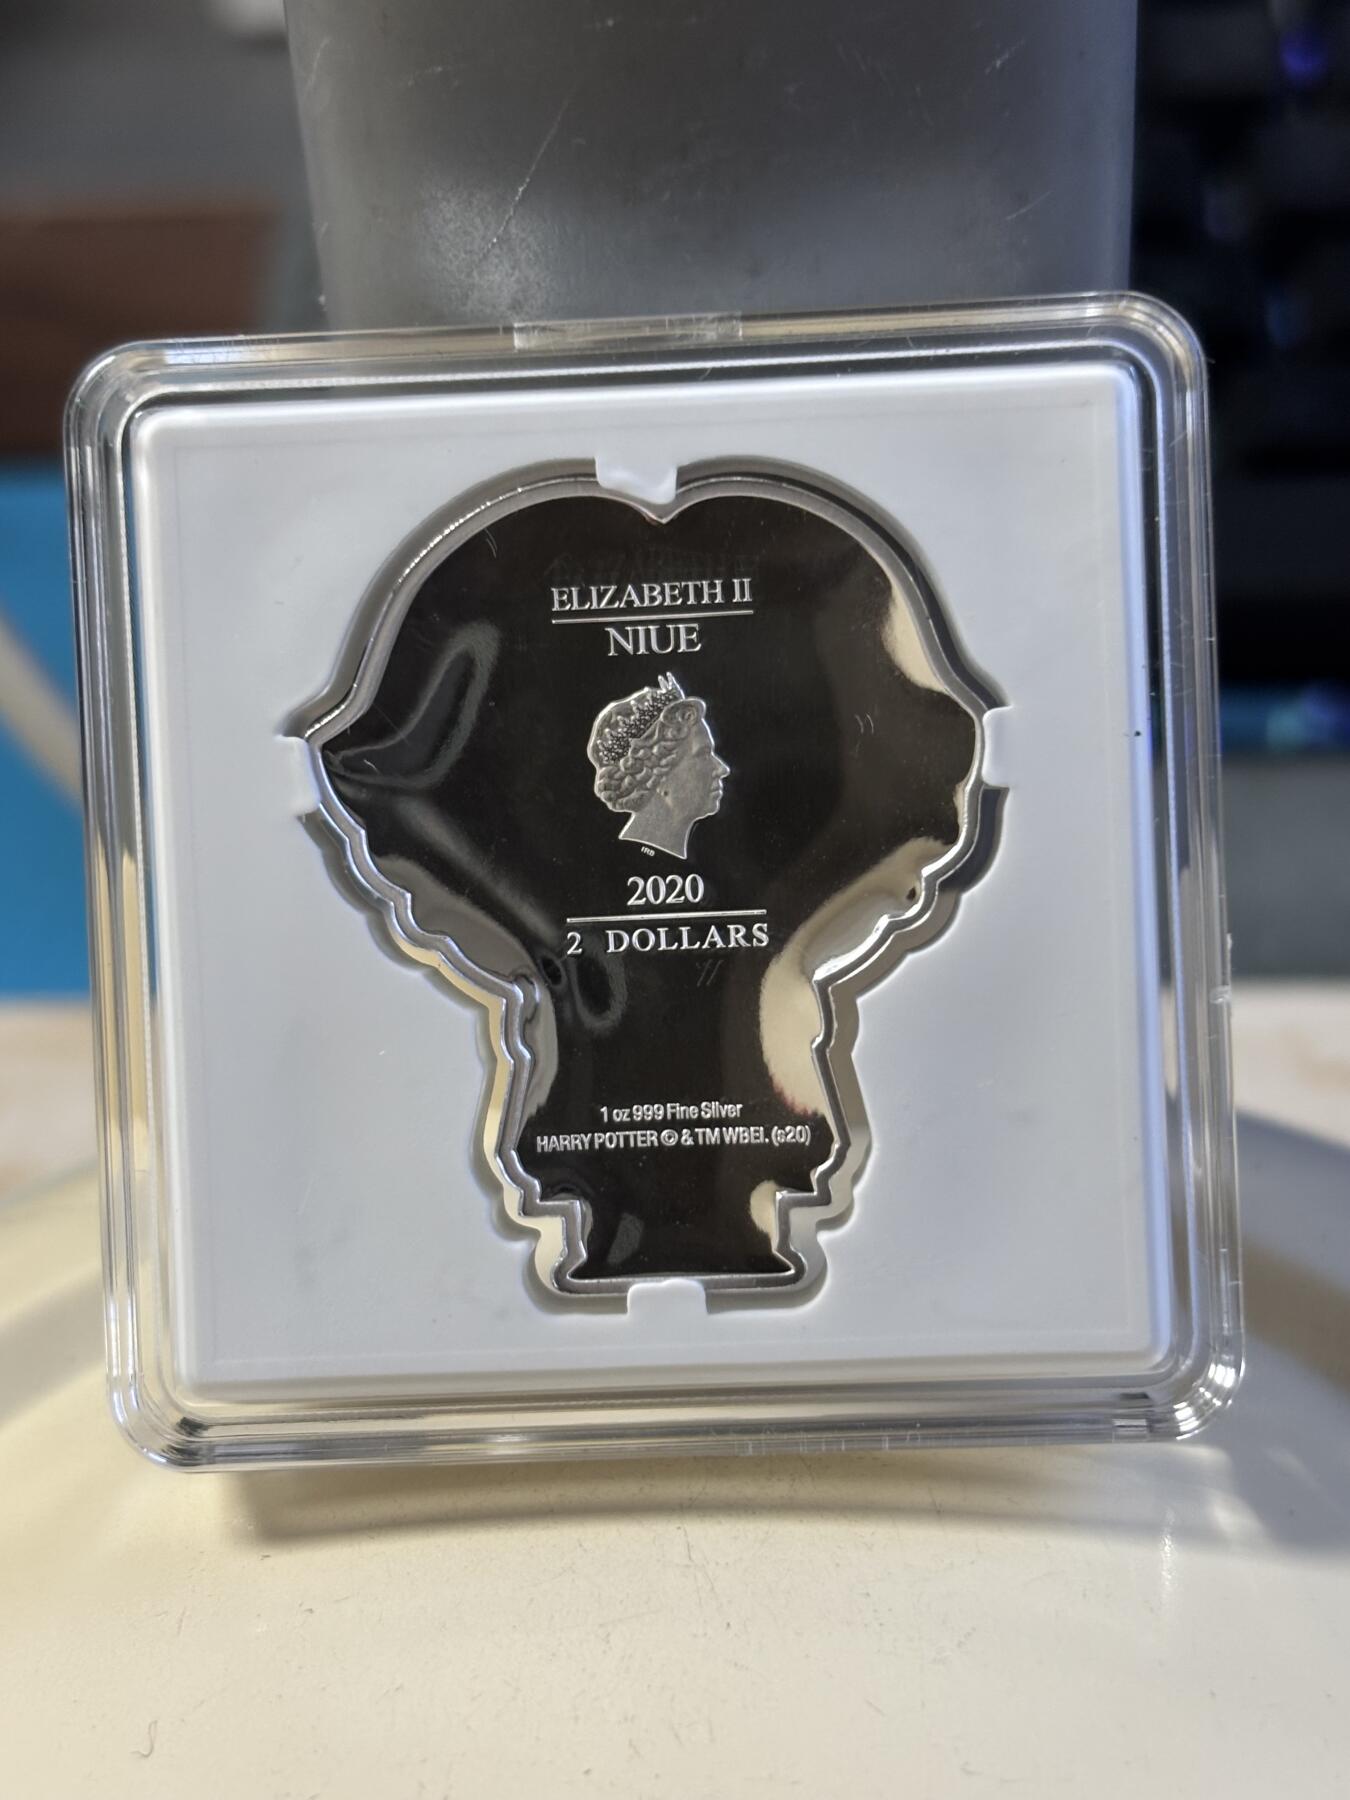 ELIZABETH II
NIUE
IRB
2020
2 DOLLARS
1 oz 999 Fine Silver
HARRY POTTER © & TM WBEI. (s20)